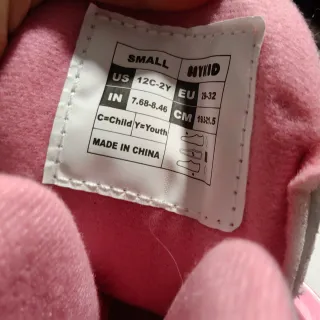 SMALL
US 12C-2Y EU
IN 7.68-8.46 CM
C=Child Y=Youth
MADE IN CHINA